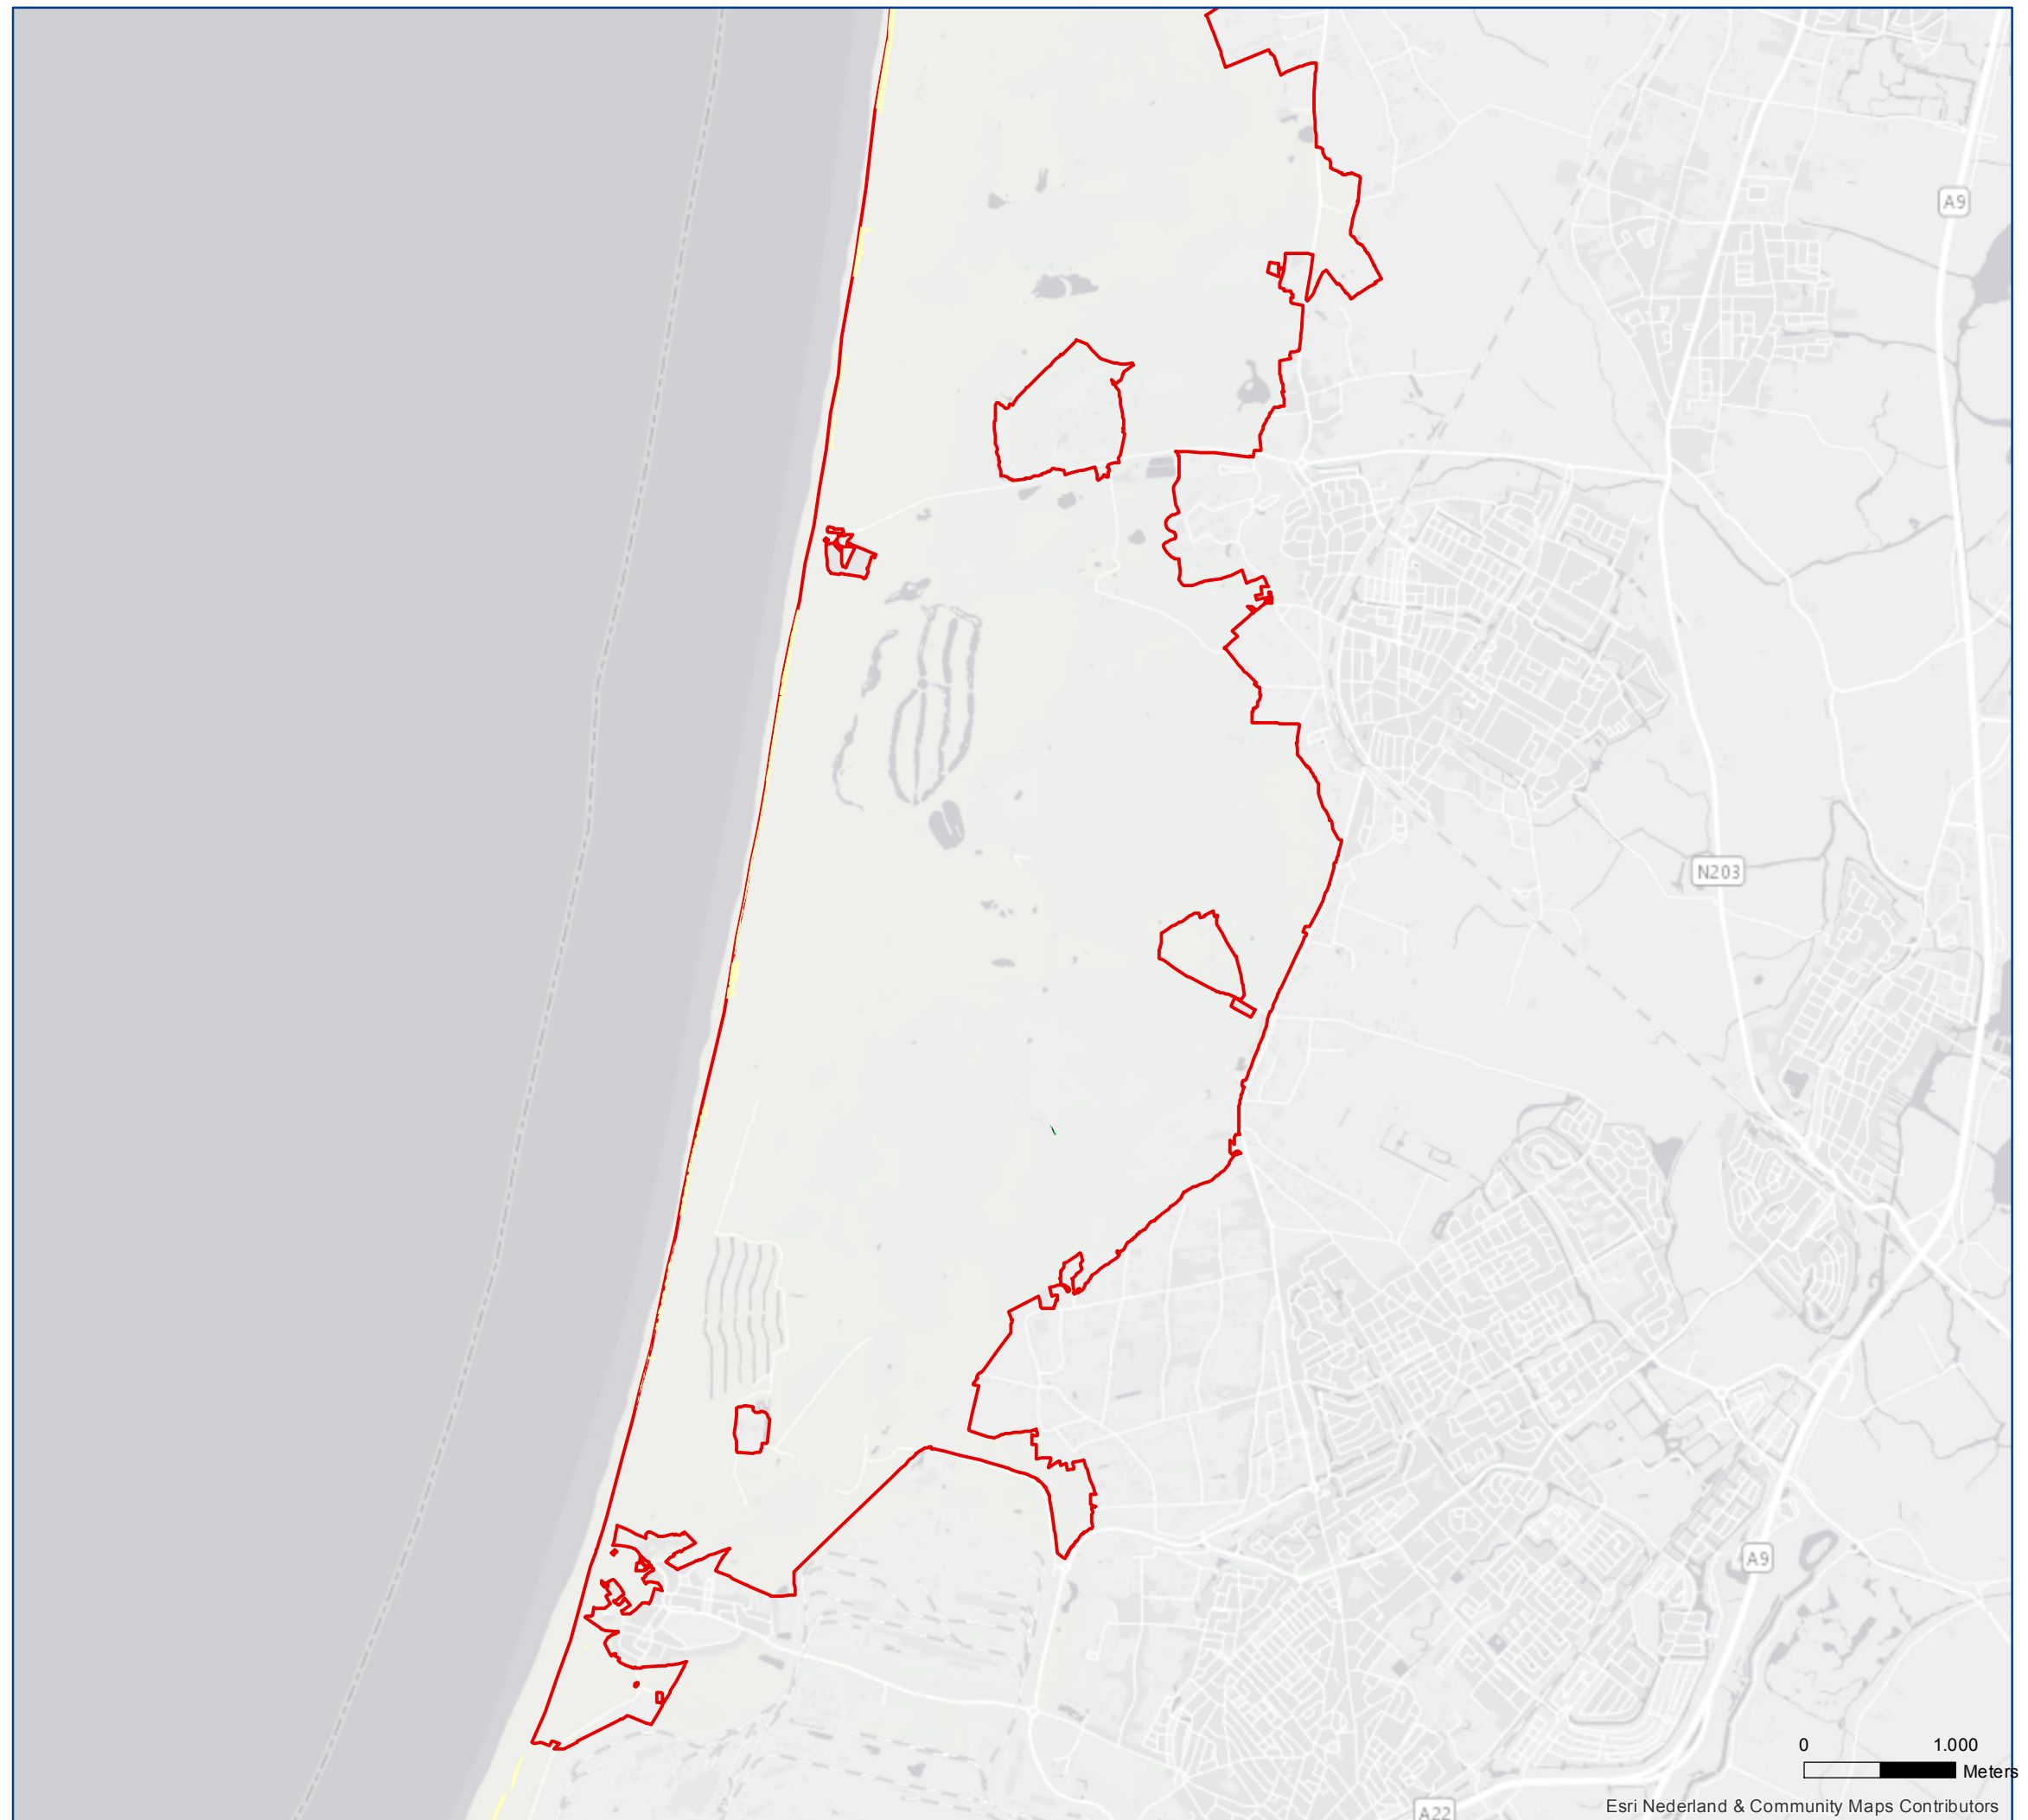 A9
N203
A9
0 1.000
Meters
A22
Esri Nederland & Community Maps Contributors